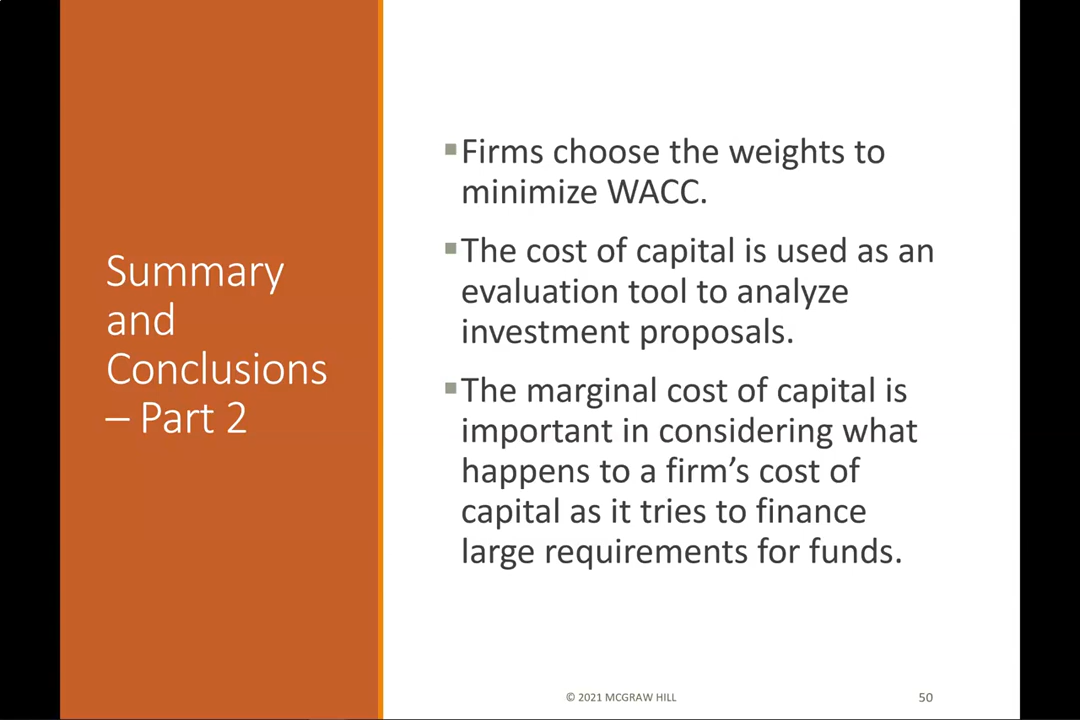 Summary
and
Conclusions
– Part 2
▪Firms choose the weights to
minimize WACC.
▪The cost of capital is used as an
evaluation tool to analyze
investment proposals.
▪The marginal cost of capital is
important in considering what
happens to a firm’s cost of
capital as it tries to finance
large requirements for funds.
© 2021 MCGRAW HILL
50